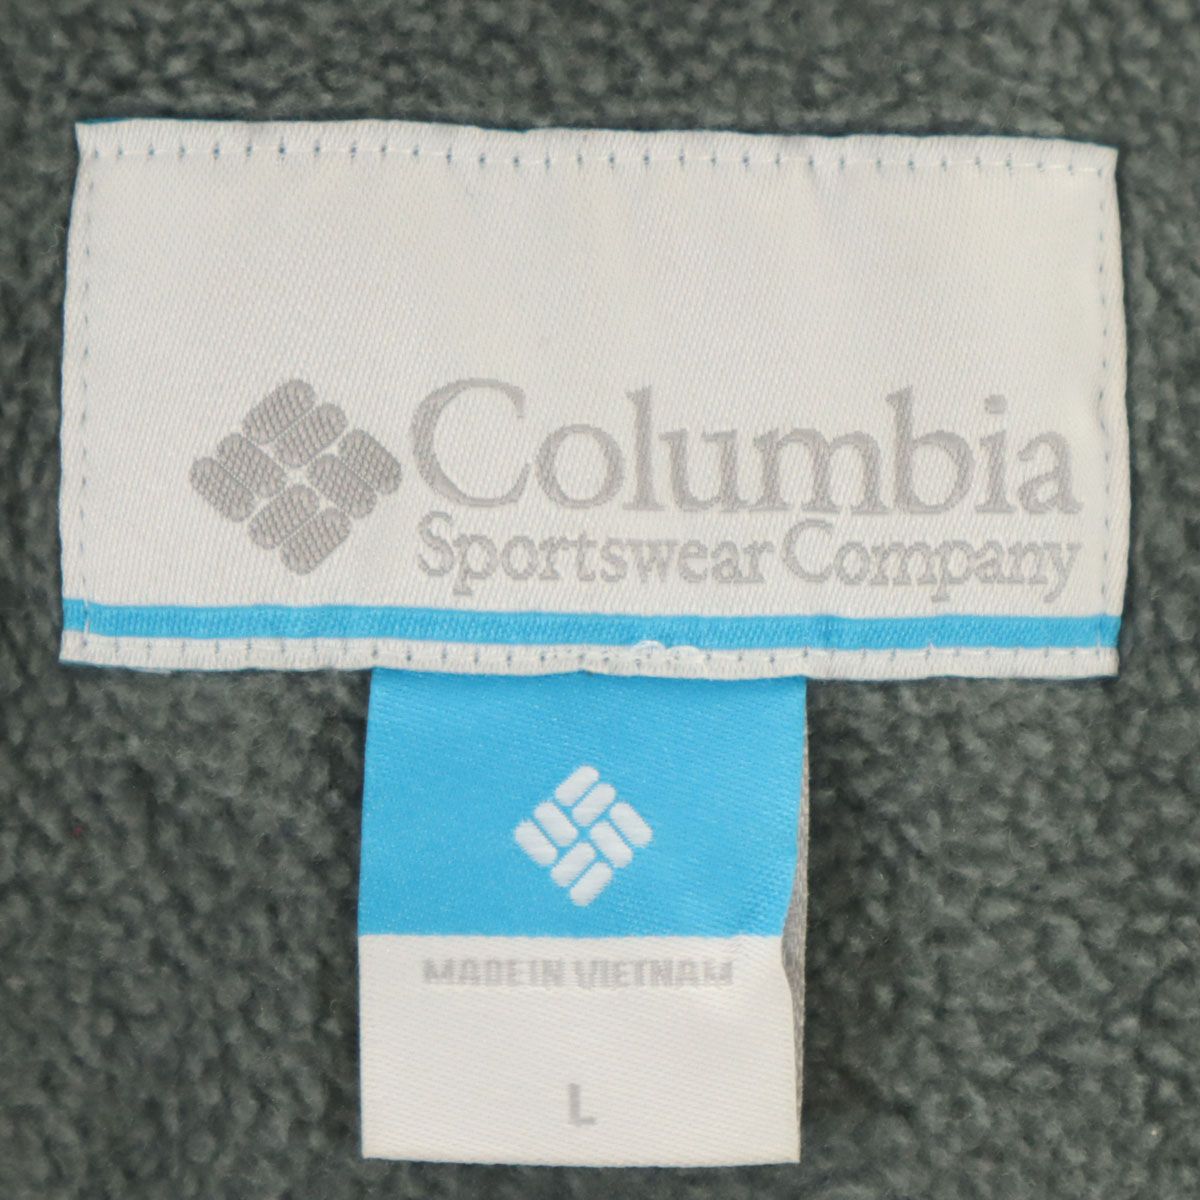 Columbia
Sportswear Company
MADE IN VIETNAM
L